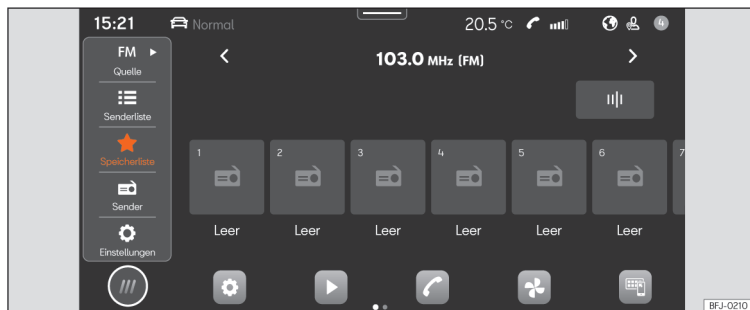 15:21 Normal 20.5 °C 4
FM
Quelle
103.0 MHz (FM)
Senderliste
Speicherliste
Sender
Einstellungen
1 2 3 4 5 6 7
Leer Leer Leer Leer Leer Leer
BFJ-0210